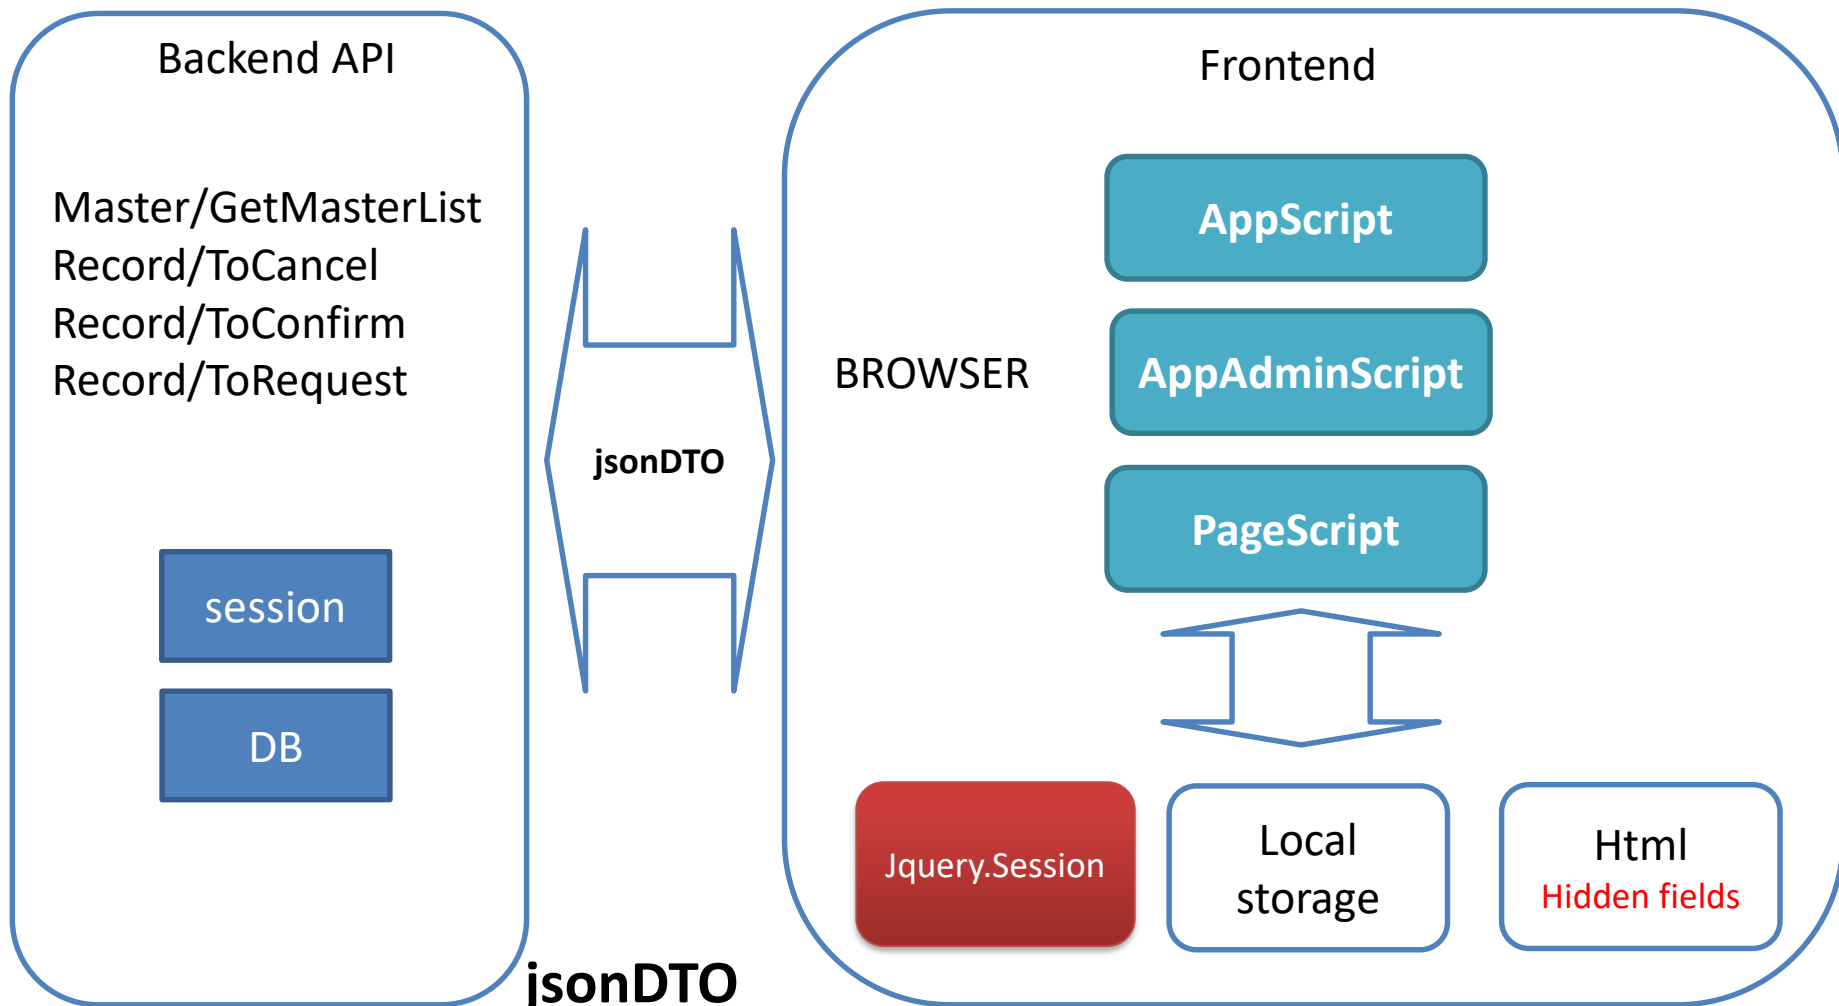 Backend API
Master/GetMasterList
Record/ToCancel
Record/ToConfirm
Record/ToRequest
session
DB
jsonDTO
jsonDTO
Frontend
BROWSER
AppScript
AppAdminScript
PageScript
Jquery.Session
Local
storage
Html
Hidden fields